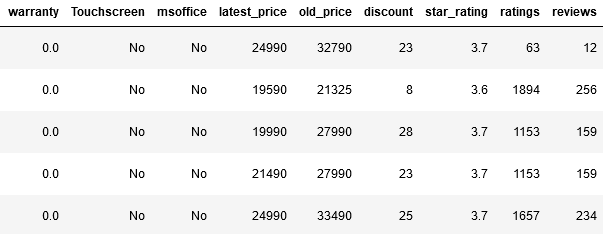 warranty Touchscreen msoffice latest_price old_price discount star_rating ratings reviews
0.0 No No 24990 32790 23 3.7 63 12
0.0 No No 19590 21325 8 3.6 1894 256
0.0 No No 19990 27990 28 3.7 1153 159
0.0 No No 21490 27990 23 3.7 1153 159
0.0 No No 24990 33490 25 3.7 1657 234